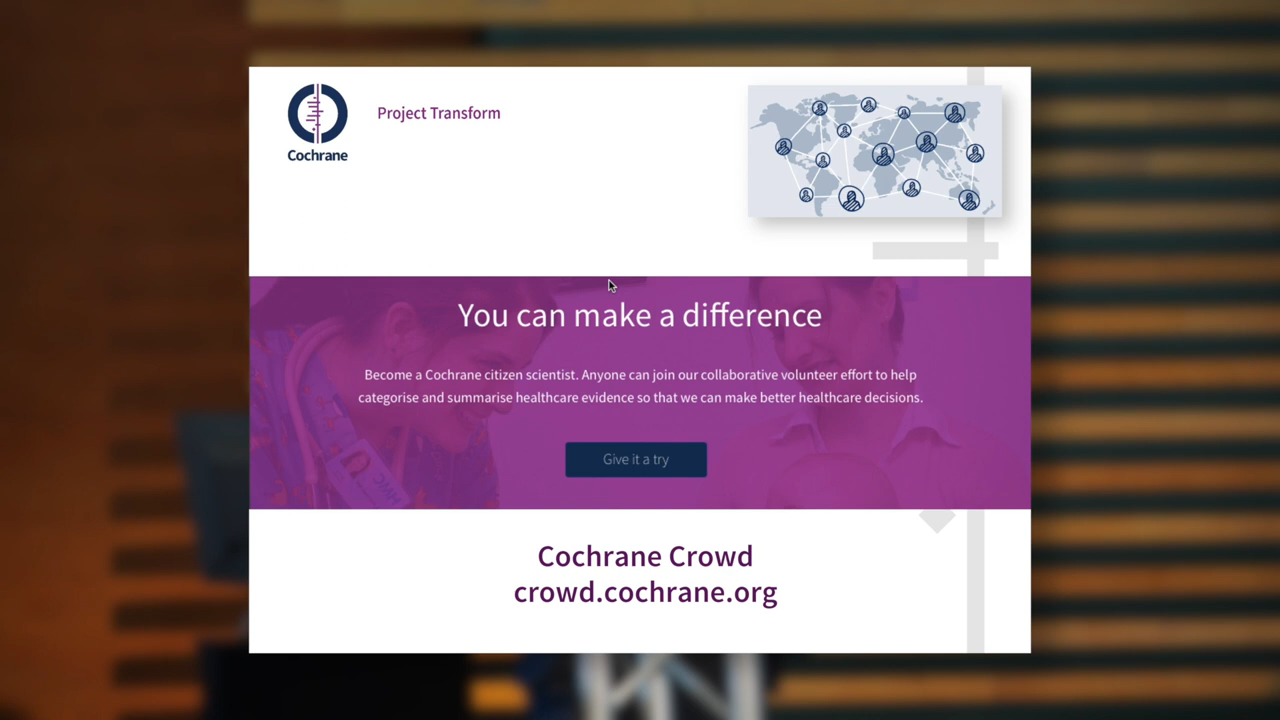 Cochrane
Project Transform
You can make a difference
Become a Cochrane citizen scientist. Anyone can join our collaborative volunteer effort to help
categorise and summarise healthcare evidence so that we can make better healthcare decisions.
Give it a try
Cochrane Crowd
crowd.cochrane.org